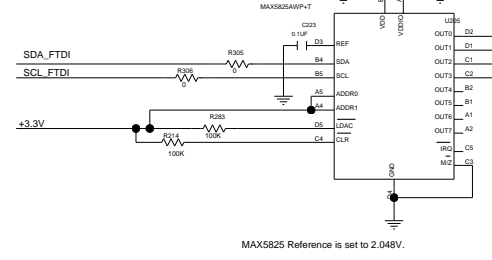 MAX5825AWP+T
C223
0.1UF
U205
VDD
VDDIO
D3 REF
OUT0 D2
OUT1 D1
SDA_FTDI R305 0 B4 SDA
OUT2 C1
SCL_FTDI R306 0 B5 SCL
OUT3 C2
OUT4 B2
A5 ADDR0
OUT5 B1
A4 ADDR1
OUT6 A1
+3.3V R283 100K D5 LDAC
OUT7 A2
R214 100K C4 CLR
IRQ C5
M/Z C3
GND
D4
MAX5825 Reference is set to 2.048V.